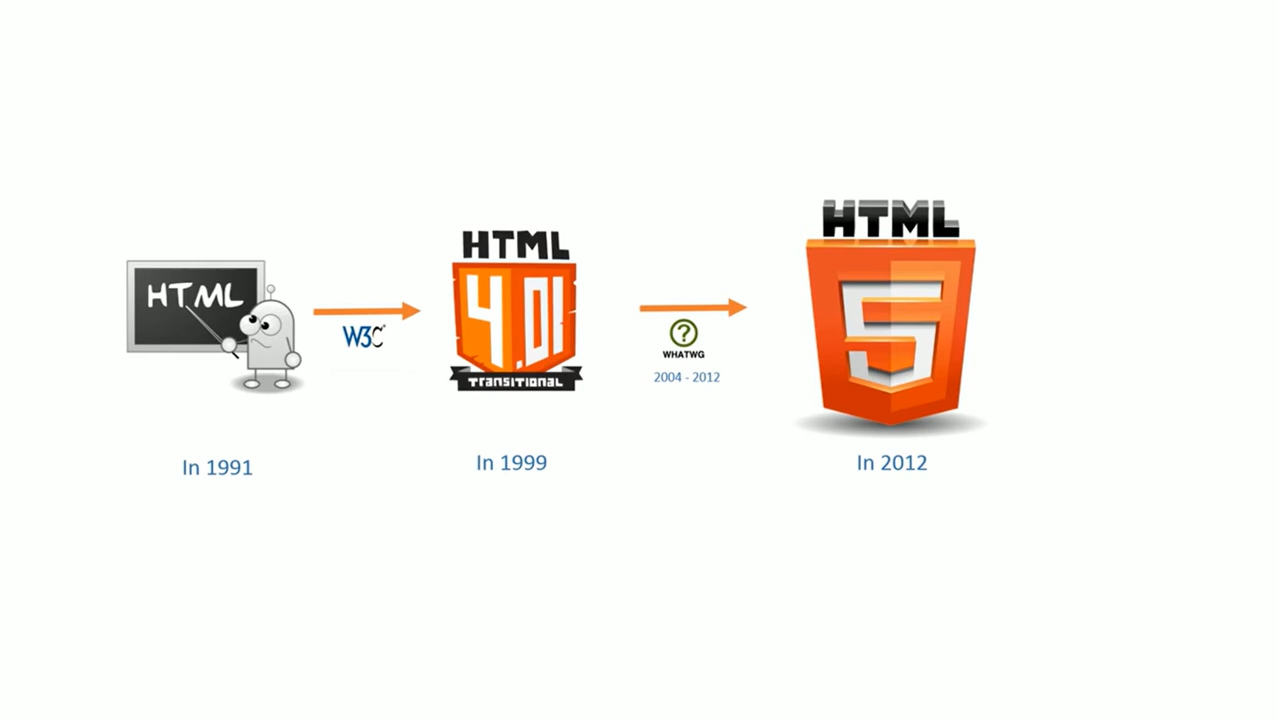 HTML
In 1991
W3C®
HTML
4.01
TRANSITIONAL
In 1999
?
WHATWG
2004 - 2012
HTML
5
In 2012